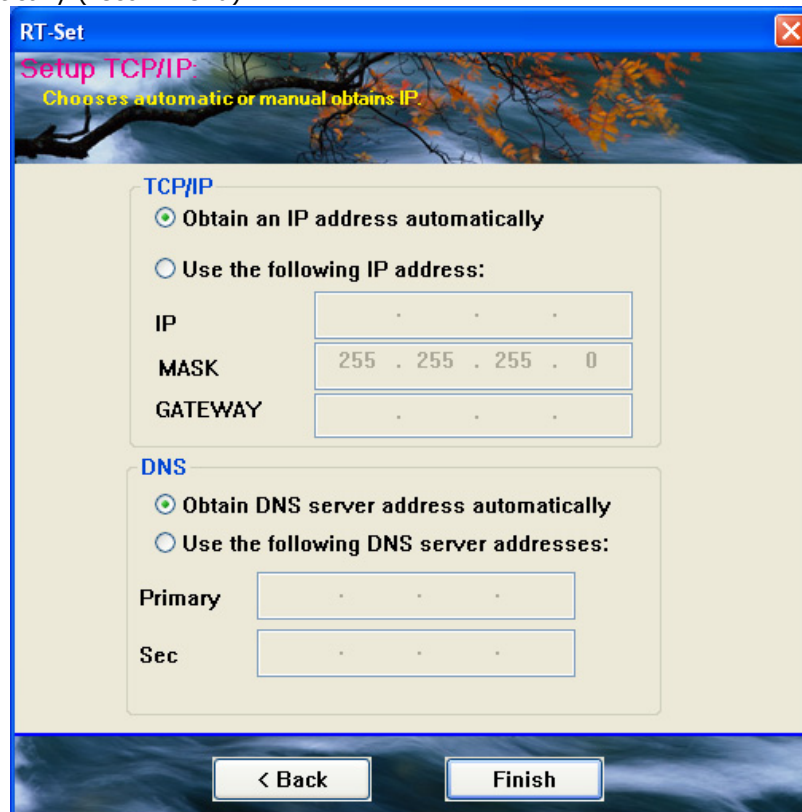 RT-Set
Setup TCP/IP:
Chooses automatic or manual obtains IP.
TCP/IP
Obtain an IP address automatically
Use the following IP address:
IP
MASK 255 . 255 . 255 . 0
GATEWAY
DNS
Obtain DNS server address automatically
Use the following DNS server addresses:
Primary
Sec
< Back Finish